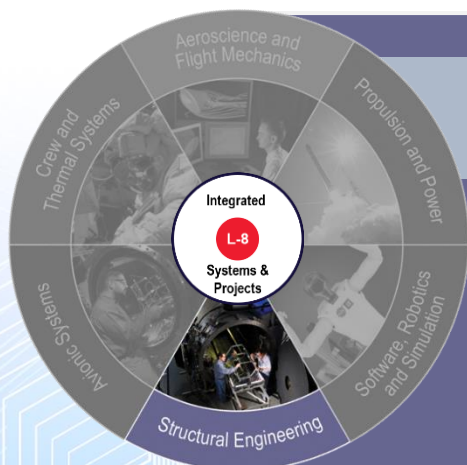 Aeroscience and
Flight Mechanics
Crew and
Thermal Systems
Propulsion and Power
Integrated
L-8
Systems &
Projects
Avionic Systems
Software, Robotics
and Simulation
Structural Engineering